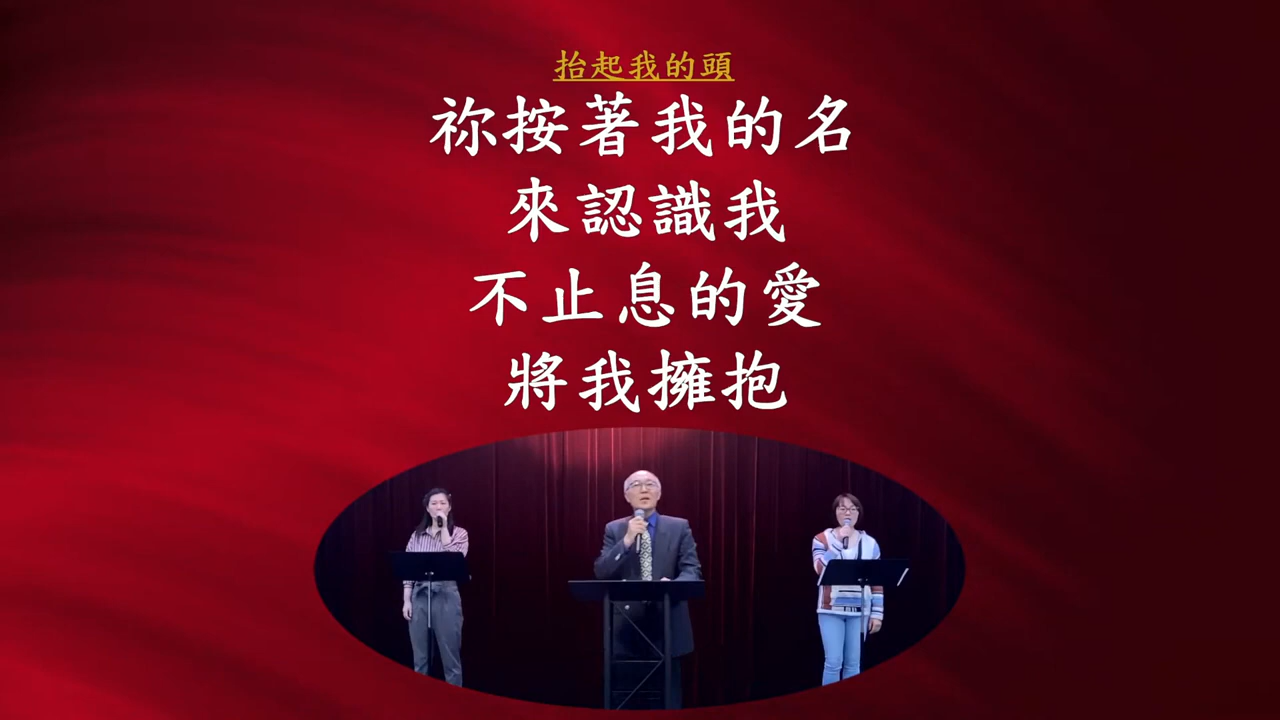 抬起我的頭
祢按著我的名
來認識我
不止息的愛
將我擁抱